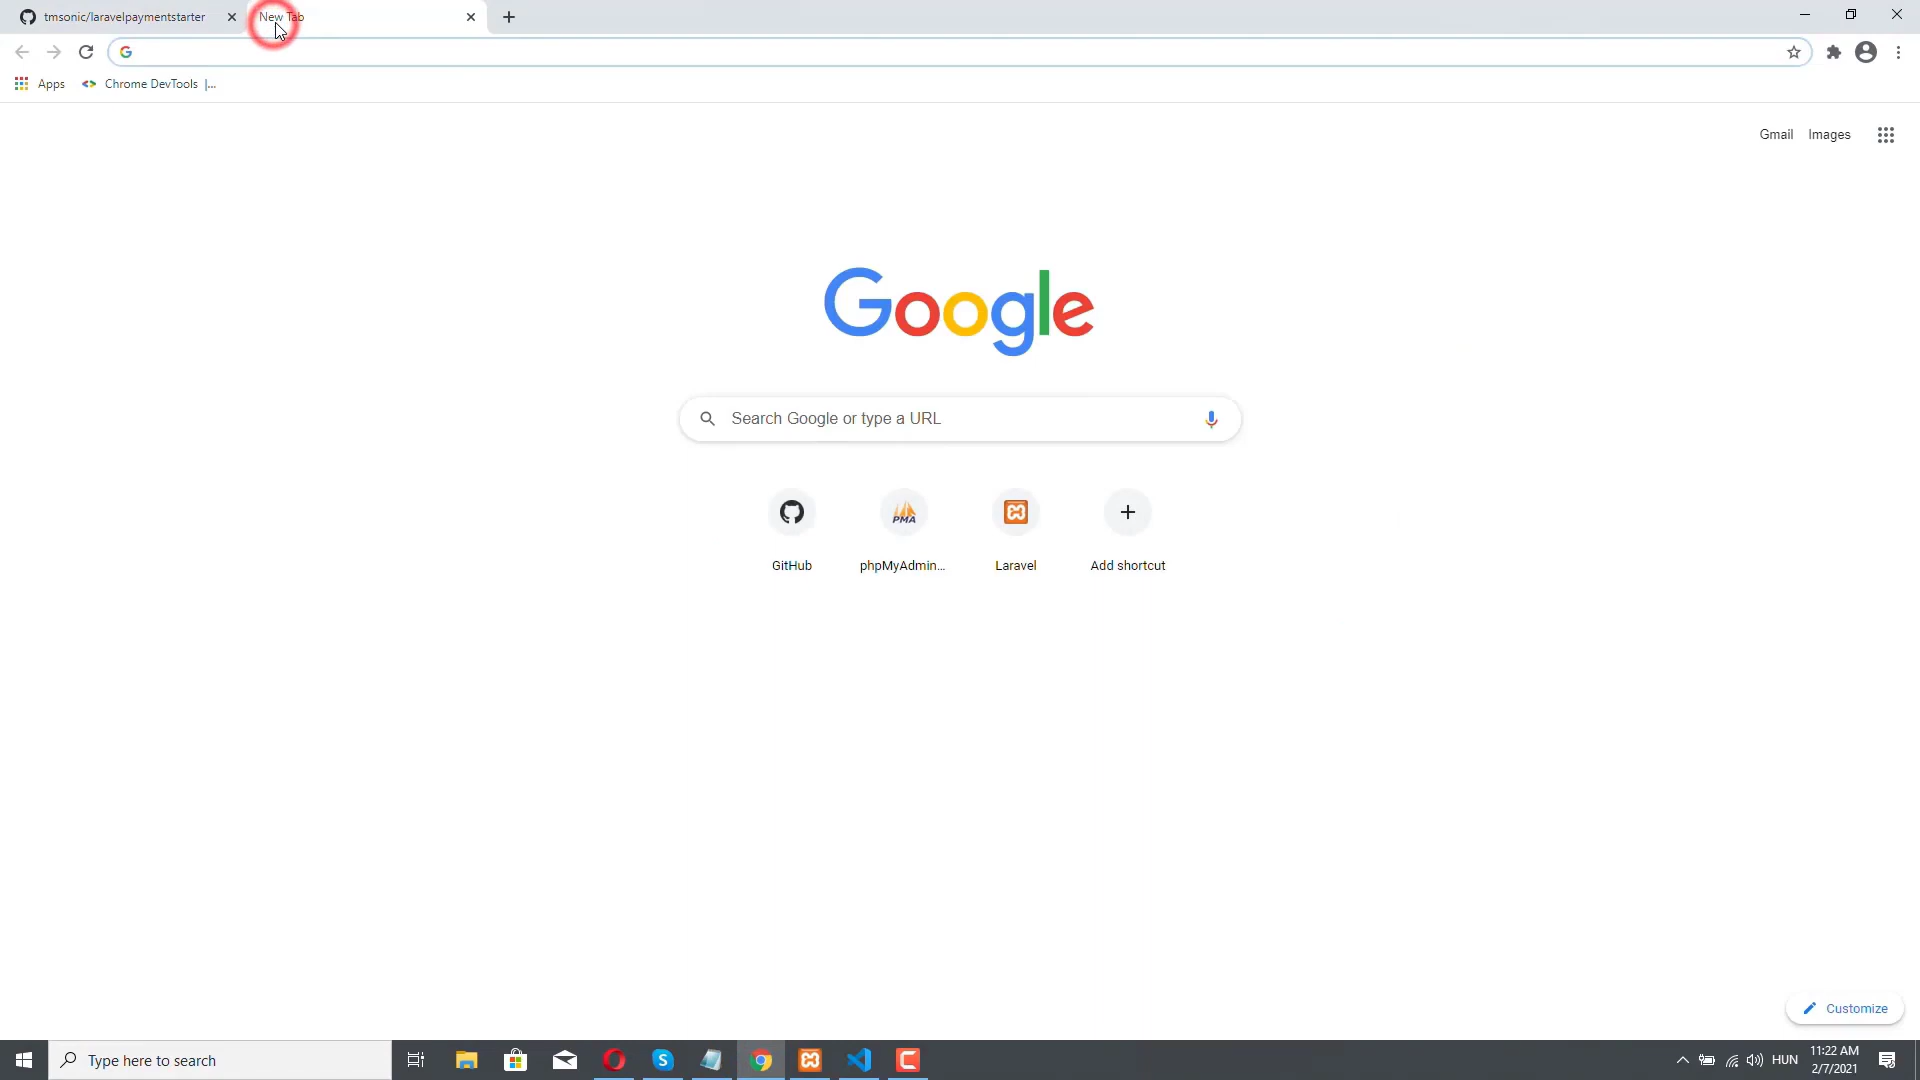 tmsonic/laravelpaymentstarter
New Tab
Apps
Chrome DevTools |...
Gmail
Images
Google
Search Google or type a URL
PMA
GitHub
phpMyAdmin...
Laravel
Add shortcut
Customize
Type here to search
HUN
11:22 AM
2/7/2021